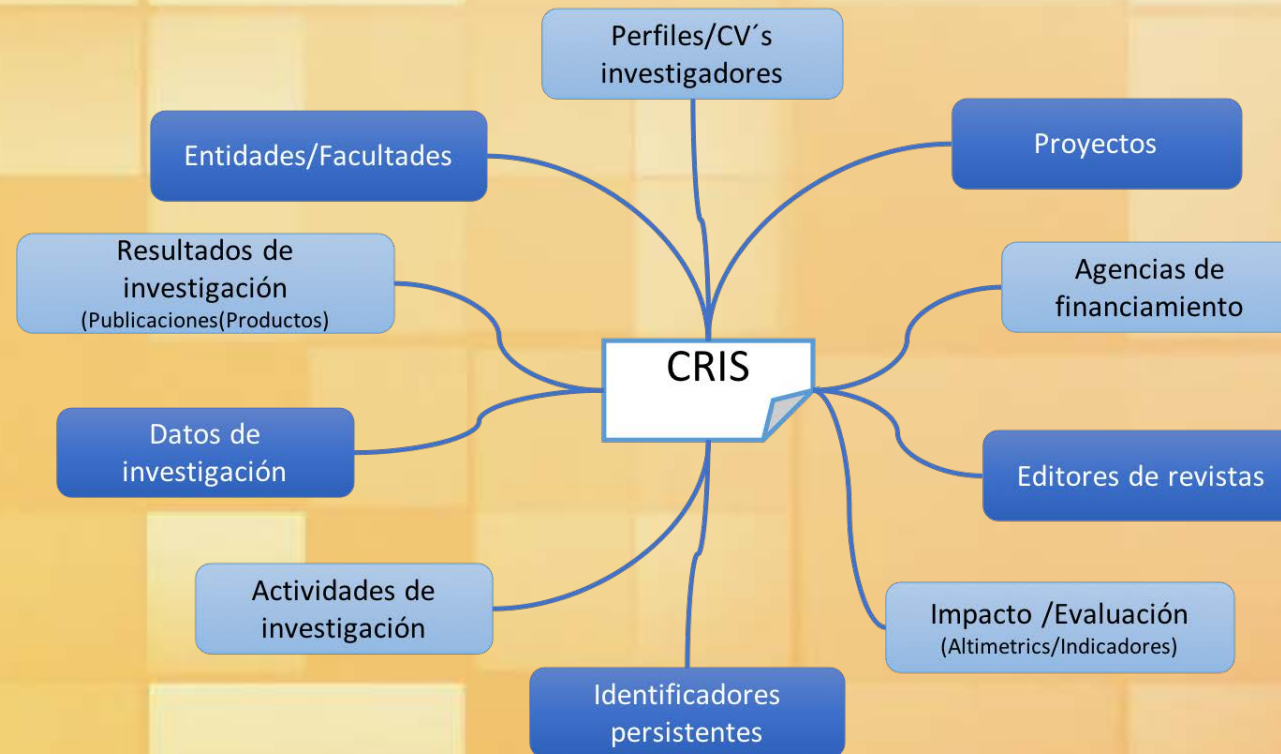 Perfiles/CV´s
investigadores
Entidades/Facultades
Proyectos
Resultados de
investigación
(Publicaciones(Productos)
Agencias de
financiamiento
CRIS
Datos de
investigación
Editores de revistas
Actividades de
investigación
Impacto /Evaluación
(Altimetrics/Indicadores)
Identificadores
persistentes